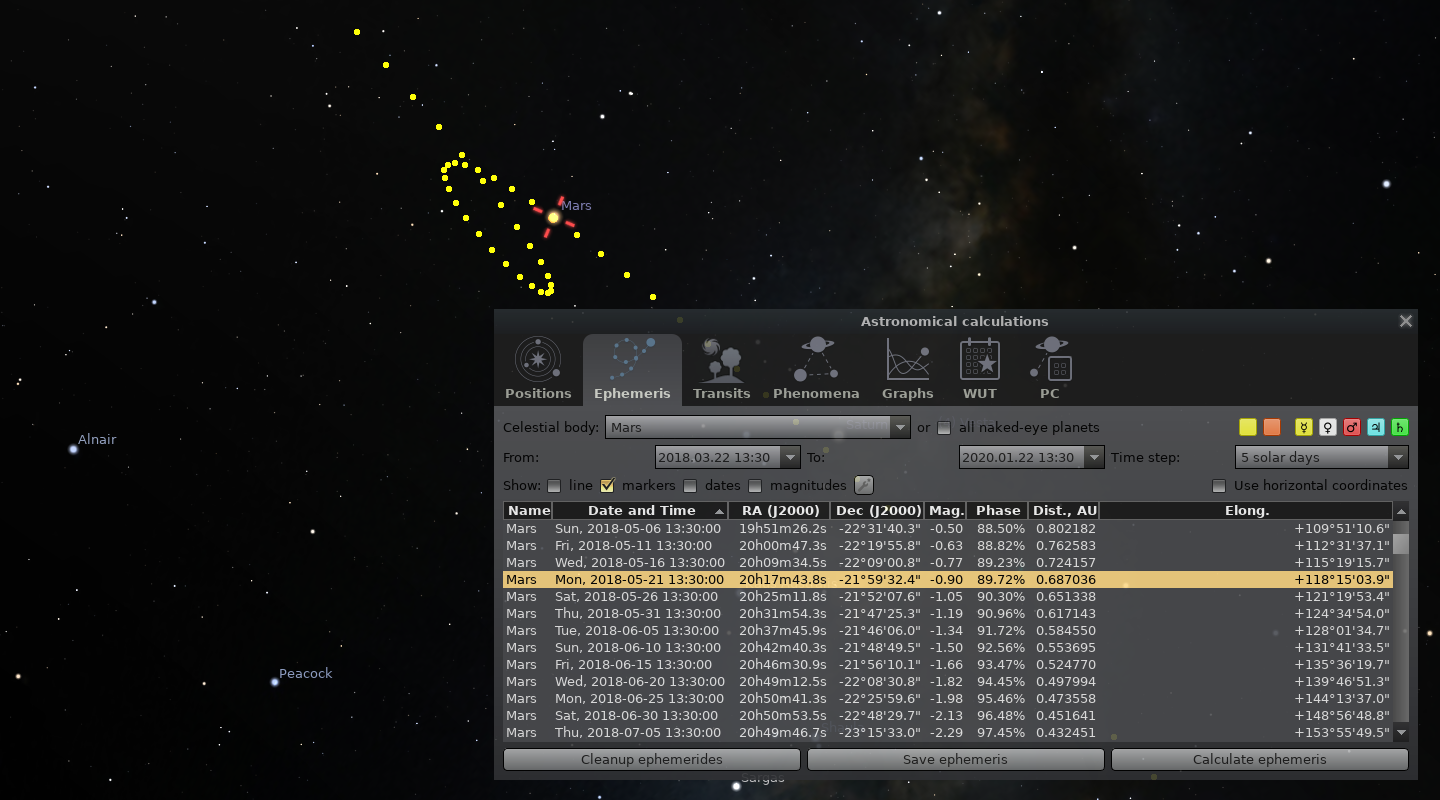 Mars
Astronomical calculations
Positions Ephemeris Transits Phenomena Graphs WUT PC
Celestial body: Mars or all naked-eye planets ☿ ♀ ♂ ♃ ♄
From: 2018.03.22 13:30 To: 2020.01.22 13:30 Time step: 5 solar days
Alnair
Show: line markers dates magnitudes Use horizontal coordinates
Name Date and Time RA (J2000) Dec (J2000) Mag. Phase Dist., AU Elong.
Mars Sun, 2018-05-06 13:30:00 19h51m26.2s -22°31'40.3" -0.50 88.50% 0.802182 +109°51'10.6"
Mars Fri, 2018-05-11 13:30:00 20h00m47.3s -22°19'55.8" -0.63 88.82% 0.762583 +112°31'37.1"
Mars Wed, 2018-05-16 13:30:00 20h09m34.5s -22°09'00.8" -0.77 89.23% 0.724157 +115°19'15.7"
Mars Mon, 2018-05-21 13:30:00 20h17m43.8s -21°59'32.4" -0.90 89.72% 0.687036 +118°15'03.9"
Mars Sat, 2018-05-26 13:30:00 20h25m11.8s -21°52'07.6" -1.05 90.30% 0.651338 +121°19'53.4"
Mars Thu, 2018-05-31 13:30:00 20h31m54.3s -21°47'25.3" -1.19 90.96% 0.617143 +124°34'54.0"
Mars Tue, 2018-06-05 13:30:00 20h37m45.9s -21°46'06.0" -1.34 91.72% 0.584550 +128°01'34.7"
Mars Sun, 2018-06-10 13:30:00 20h42m40.3s -21°48'49.5" -1.50 92.56% 0.553695 +131°41'33.5"
Mars Fri, 2018-06-15 13:30:00 20h46m30.9s -21°56'10.1" -1.66 93.47% 0.524770 +135°36'19.7"
Peacock
Mars Wed, 2018-06-20 13:30:00 20h49m12.5s -22°08'30.8" -1.82 94.45% 0.497994 +139°46'51.3"
Mars Mon, 2018-06-25 13:30:00 20h50m41.3s -22°25'59.6" -1.98 95.46% 0.473558 +144°13'37.0"
Mars Sat, 2018-06-30 13:30:00 20h50m53.5s -22°48'29.7" -2.13 96.48% 0.451641 +148°56'48.8"
Mars Thu, 2018-07-05 13:30:00 20h49m46.7s -23°15'33.0" -2.29 97.45% 0.432451 +153°55'49.5"
Cleanup ephemerides Save ephemeris Calculate ephemeris
Sargas